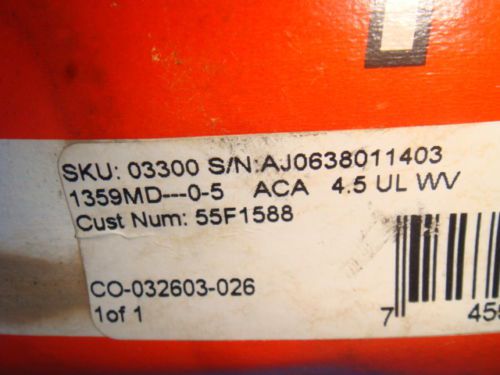 SKU: 03300 S/N:AJ0638011403
1359MD---0-5 ACA 4.5 UL WV
Cust Num: 55F1588
CO-032603-026
1of 1
7 45